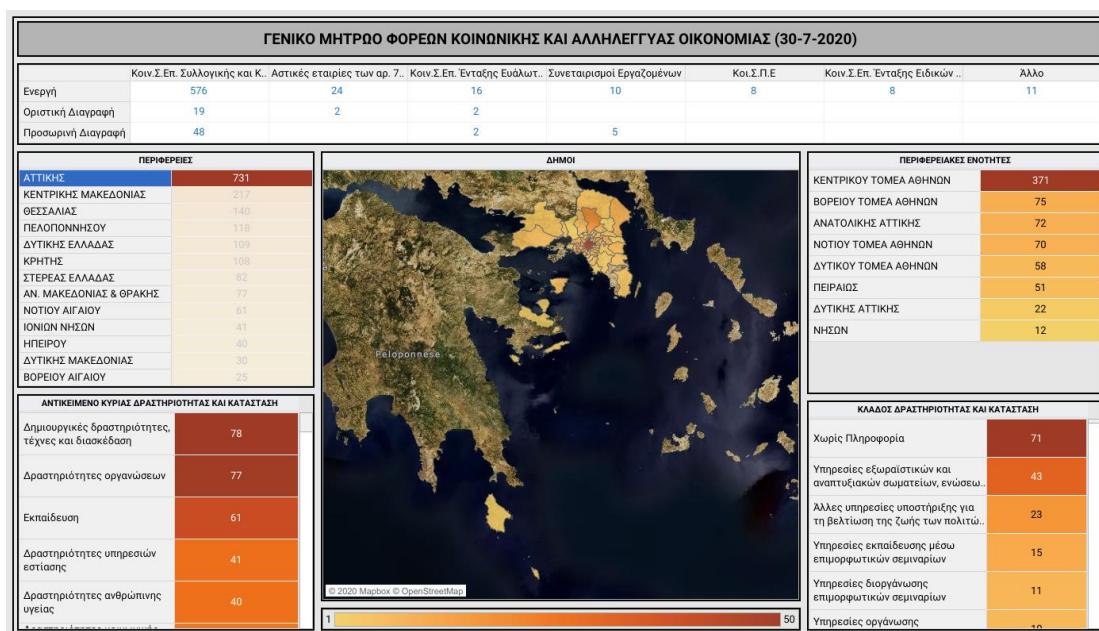 ΓΕΝΙΚΟ ΜΗΤΡΩΟ ΦΟΡΕΩΝ ΚΟΙΝΩΝΙΚΗΣ ΚΑΙ ΑΛΛΗΛΕΓΓΥΑΣ ΟΙΚΟΝΟΜΙΑΣ (30-7-2020)
Κοιν.Σ.Επ. Συλλογικής και Κ.. Αστικές εταιρίες των αρ. 7.. Κοιν.Σ.Επ. Ένταξης Ευάλωτ.. Συνεταιρισμοί Εργαζομένων Κοι.Σ.Π.Ε Κοιν.Σ.Επ. Ένταξης Ειδικών .. Άλλο
Ενεργή 576 24 16 10 8 8 11
Οριστική Διαγραφή 19 2 2
Προσωρινή Διαγραφή 48 2 5
ΠΕΡΙΦΕΡΕΙΕΣ
ΑΤΤΙΚΗΣ 731
ΚΕΝΤΡΙΚΗΣ ΜΑΚΕΔΟΝΙΑΣ 217
ΘΕΣΣΑΛΙΑΣ 140
ΠΕΛΟΠΟΝΝΗΣΟΥ 118
ΔΥΤΙΚΗΣ ΕΛΛΑΔΑΣ 109
ΚΡΗΤΗΣ 108
ΣΤΕΡΕΑΣ ΕΛΛΑΔΑΣ 82
ΑΝ. ΜΑΚΕΔΟΝΙΑΣ & ΘΡΑΚΗΣ 77
ΝΟΤΙΟΥ ΑΙΓΑΙΟΥ 61
ΙΟΝΙΩΝ ΝΗΣΩΝ 41
ΗΠΕΙΡΟΥ 40
ΔΥΤΙΚΗΣ ΜΑΚΕΔΟΝΙΑΣ 30
ΒΟΡΕΙΟΥ ΑΙΓΑΙΟΥ 25
ΑΝΤΙΚΕΙΜΕΝΟ ΚΥΡΙΑΣ ΔΡΑΣΤΗΡΙΟΤΗΤΑΣ ΚΑΙ ΚΑΤΑΣΤΑΣΗ
Δημιουργικές δραστηριότητες,
τέχνες και διασκέδαση 78
Δραστηριότητες οργανώσεων 77
Εκπαίδευση 61
Δραστηριότητες υπηρεσιών
εστίασης 41
Δραστηριότητες ανθρώπινης
υγείας 40
ΔΗΜΟΙ
Peloponnese
© 2020 Mapbox © OpenStreetMap
1 50
ΠΕΡΙΦΕΡΕΙΑΚΕΣ ΕΝΟΤΗΤΕΣ
ΚΕΝΤΡΙΚΟΥ ΤΟΜΕΑ ΑΘΗΝΩΝ 371
ΒΟΡΕΙΟΥ ΤΟΜΕΑ ΑΘΗΝΩΝ 75
ΑΝΑΤΟΛΙΚΗΣ ΑΤΤΙΚΗΣ 72
ΝΟΤΙΟΥ ΤΟΜΕΑ ΑΘΗΝΩΝ 70
ΔΥΤΙΚΟΥ ΤΟΜΕΑ ΑΘΗΝΩΝ 58
ΠΕΙΡΑΙΩΣ 51
ΔΥΤΙΚΗΣ ΑΤΤΙΚΗΣ 22
ΝΗΣΩΝ 12
ΚΛΑΔΟΣ ΔΡΑΣΤΗΡΙΟΤΗΤΑΣ ΚΑΙ ΚΑΤΑΣΤΑΣΗ
Χωρίς Πληροφορία 71
Υπηρεσίες εξωραϊστικών και
αναπτυξιακών σωματείων, ενώσεω.. 43
Άλλες υπηρεσίες υποστήριξης για
τη βελτίωση της ζωής των πολιτώ.. 23
Υπηρεσίες εκπαίδευσης μέσω
επιμορφωτικών σεμιναρίων 15
Υπηρεσίες διοργάνωσης
επιμορφωτικών σεμιναρίων 11
Υπηρεσίες οργάνωσης 10